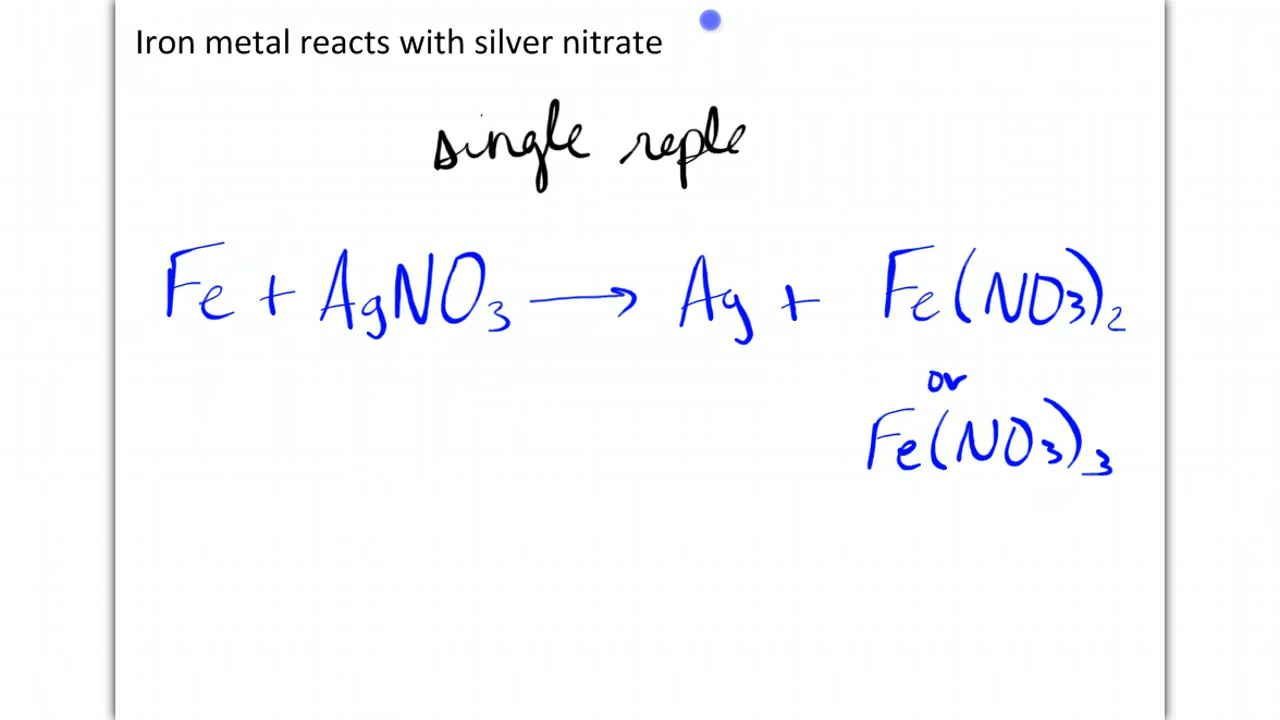 Iron metal reacts with silver nitrate
single reple
Fe + AgNO₃ → Ag + Fe(NO₃)₂
or
Fe(NO₃)₃